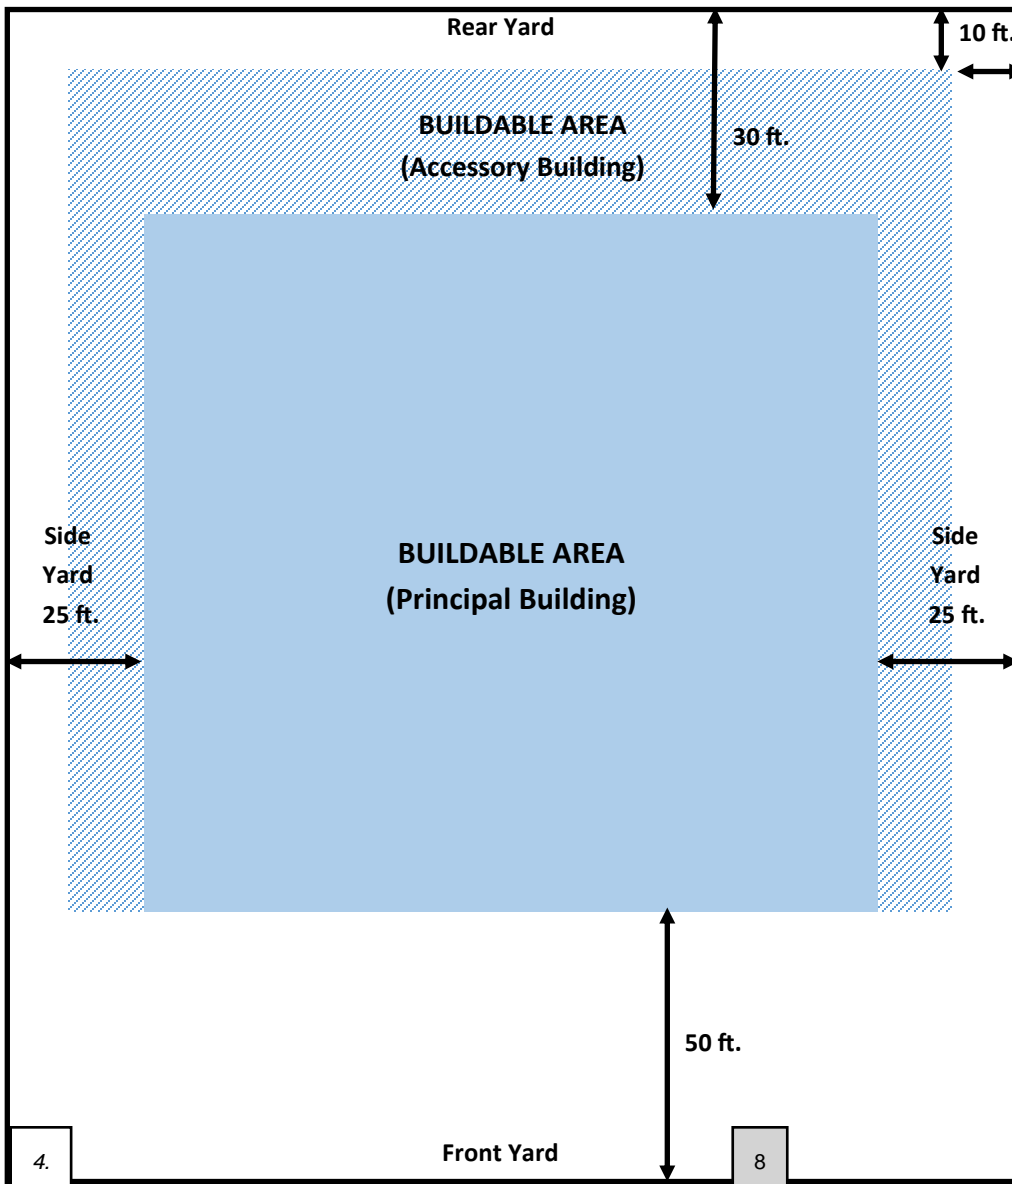 Rear Yard
10 ft.
BUILDABLE AREA
(Accessory Building)
30 ft.
Side
Yard
25 ft.
BUILDABLE AREA
(Principal Building)
Side
Yard
25 ft.
50 ft.
Front Yard
4.
8